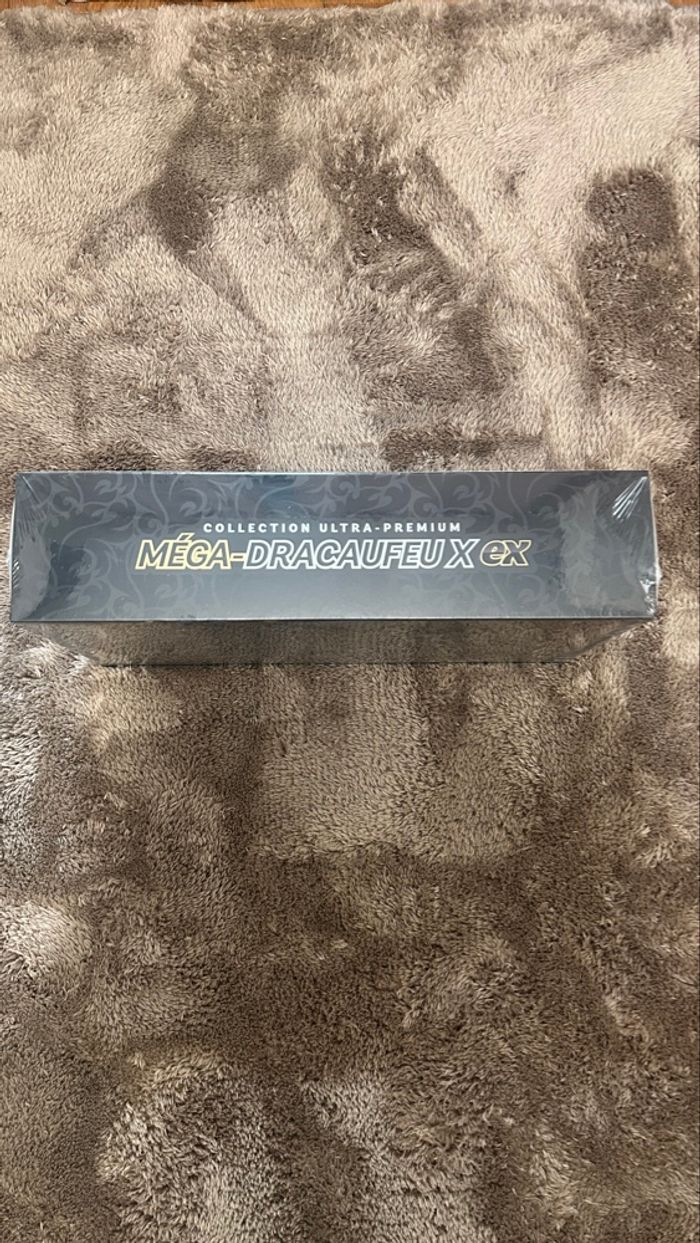 COLLECTION ULTRA-PREMIUM
MÉGA-DRACAUFEU X ex